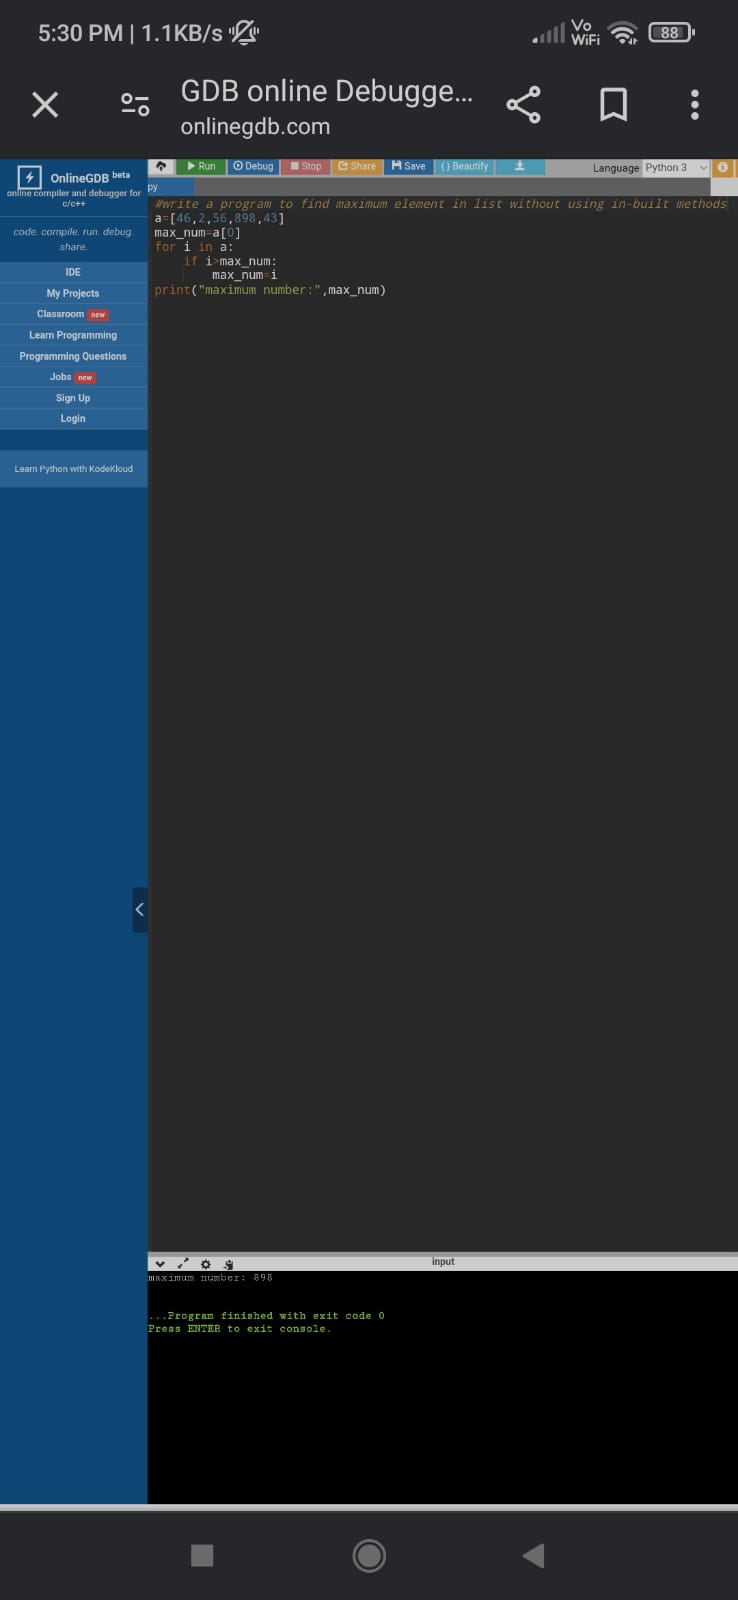 5:30 PM | 1.1KB/s
Vo WiFi
88
GDB online Debugge...
onlinegdb.com
OnlineGDB beta
online compiler and debugger for c/c++
code. compile. run. debug. share.
IDE
My Projects
Classroom new
Learn Programming
Programming Questions
Jobs new
Sign Up
Login
Learn Python with KodeKloud
Run Debug Stop Share Save {} Beautify
Language Python 3
py
#write a program to find maximum element in list without using in-built methods
a=[46,2,56,898,43]
max_num=a[0]
for i in a:
    if i>max_num:
        max_num=i
print("maximum number:",max_num)
input
maximum number: 898
...Program finished with exit code 0
Press ENTER to exit console.